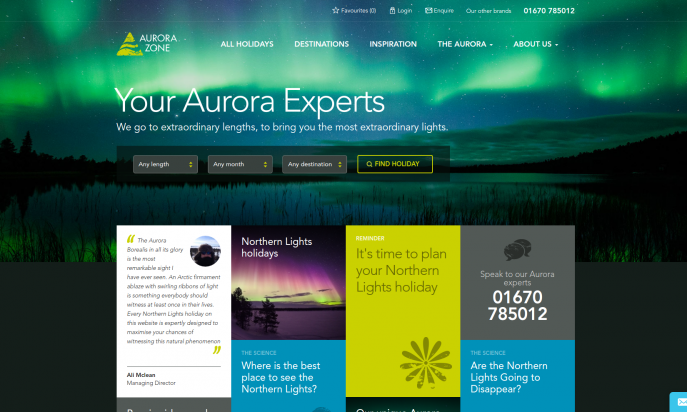 Favourites (0) Login Enquire Our other brands 01670 785012
AURORA
ZONE
ALL HOLIDAYS DESTINATIONS INSPIRATION THE AURORA ABOUT US
Your Aurora Experts
We go to extraordinary lengths, to bring you the most extraordinary lights.
Any length Any month Any destination FIND HOLIDAY
“ The Aurora
Borealis in all its glory
is the most
remarkable sight I
have ever seen. An Arctic firmament
ablaze with swirling ribbons of light
is something everybody should
witness at least once in their lives.
Every Northern Lights holiday on
this website is expertly designed to
maximise your chances of
witnessing this natural phenomenon
”
Ali Mclean
Managing Director
Northern Lights
holidays
REMINDER
It's time to plan
your Northern
Lights holiday
Speak to our Aurora
experts
01670
785012
THE SCIENCE
Where is the best
place to see the
Northern Lights?
THE SCIENCE
Are the Northern
Lights Going to
Disappear?